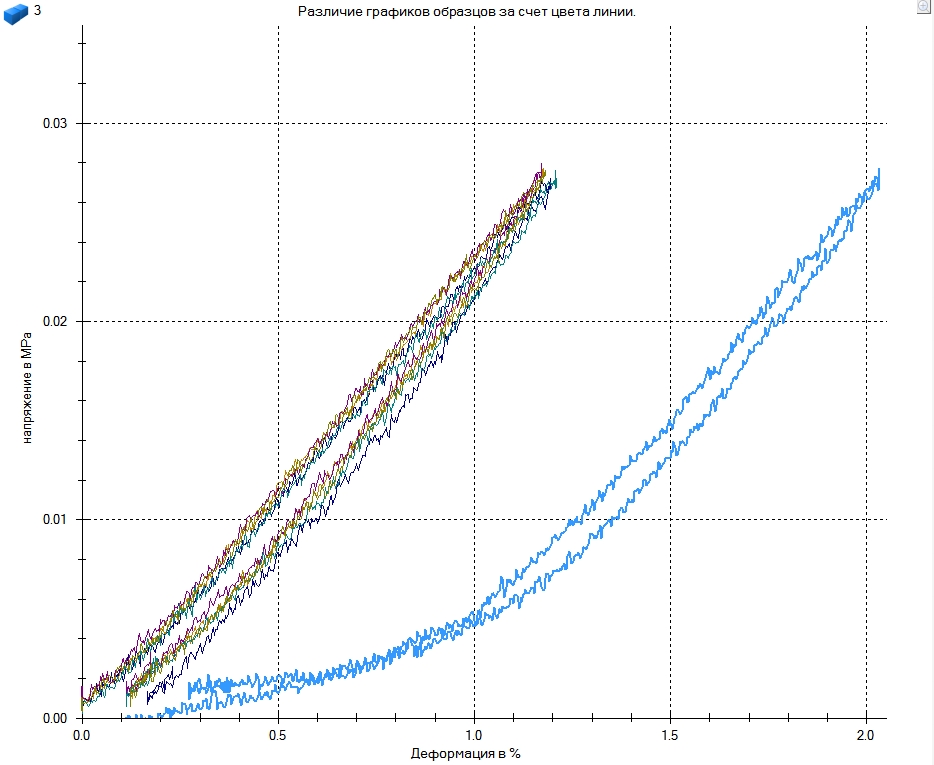 3
Различие графиков образцов за счет цвета линии.
0.03
0.02
0.01
0.00
напряжение в MPa
0.0 0.5 1.0 1.5 2.0
Деформация в %